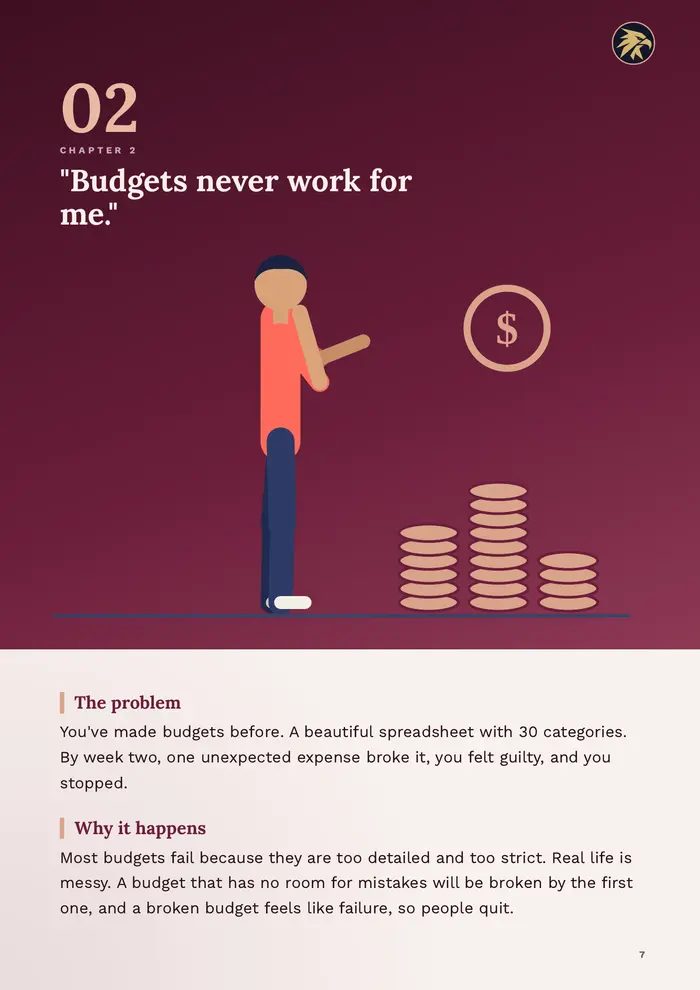 02
CHAPTER 2
"Budgets never work for
me."
$
The problem
You've made budgets before. A beautiful spreadsheet with 30 categories.
By week two, one unexpected expense broke it, you felt guilty, and you
stopped.
Why it happens
Most budgets fail because they are too detailed and too strict. Real life is
messy. A budget that has no room for mistakes will be broken by the first
one, and a broken budget feels like failure, so people quit.
7